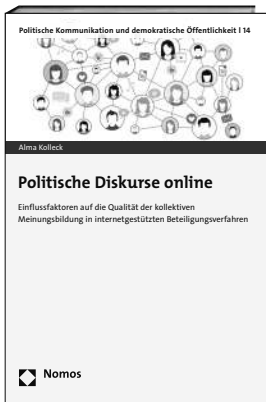 Politische Kommunikation und demokratische Öffentlichkeit | 14
Alma Kolleck
Politische Diskurse online
Einflussfaktoren auf die Qualität der kollektiven
Meinungsbildung in internetgestützten Beteiligungsverfahren
Nomos